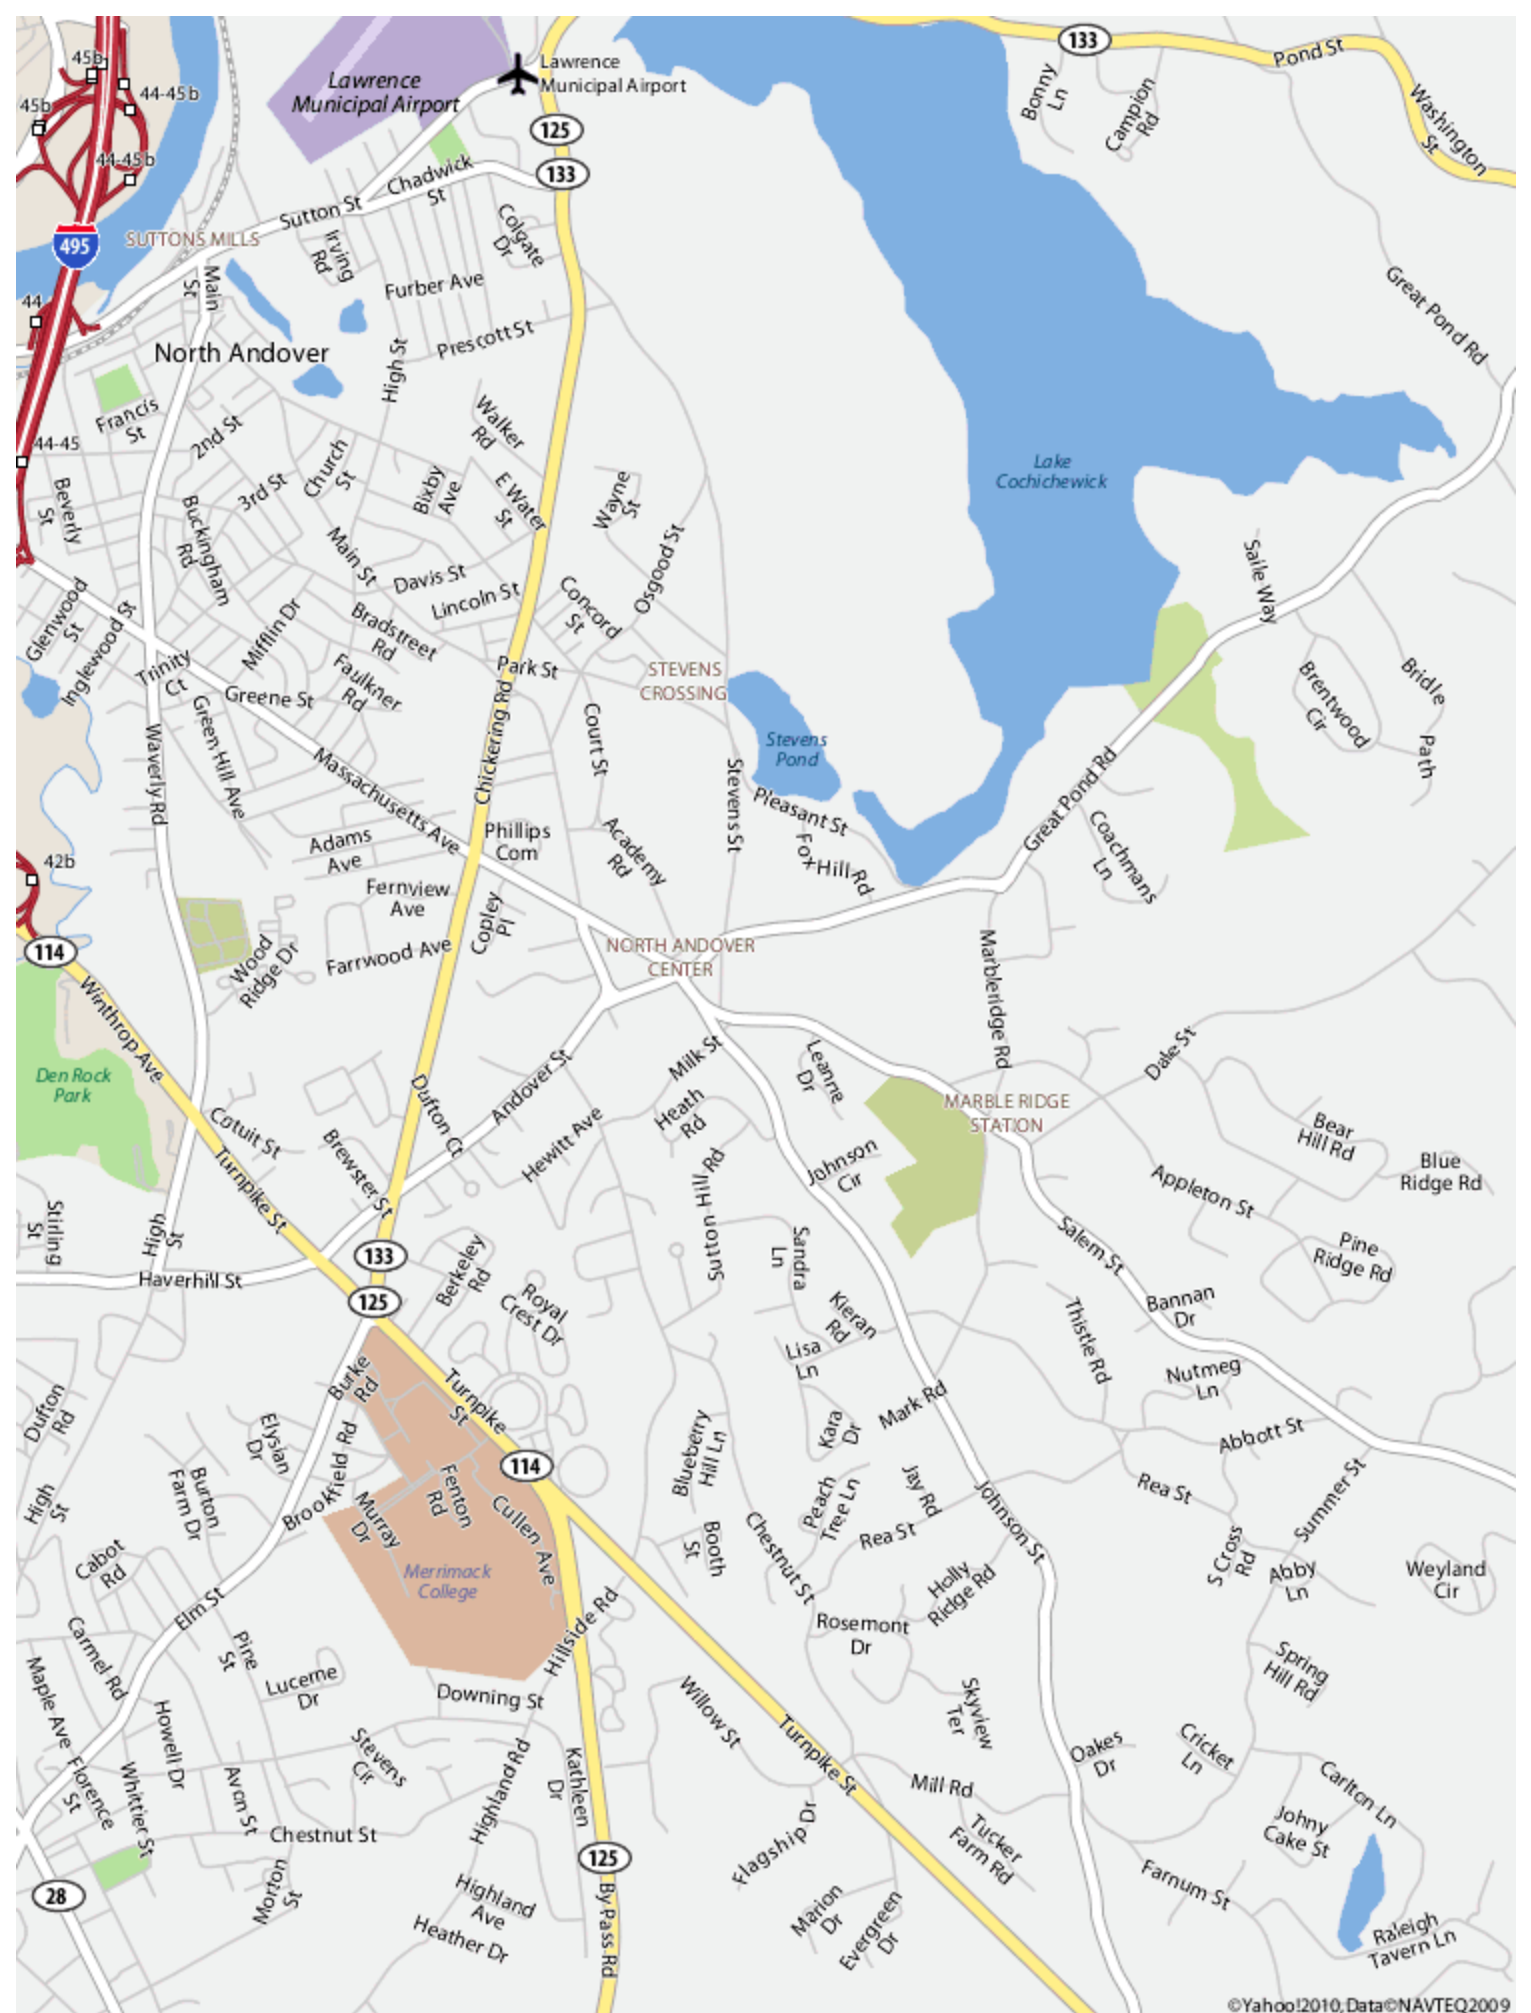 133
Pond St
45b
Lawrence
Municipal Airport
Lawrence
Municipal Airport
44-45b
45b
Bonny
Ln
Campion
Rd
Washington
St
125
44-45b
133
Chadwick
St
Sutton St
Colgate
Dr
495
SUTTONS MILLS
Irving
Rd
Main
St
Furber Ave
44
Great Pond Rd
Prescott St
North Andover
High St
Francis
St
Walker
Rd
2nd St
44-45
Church
St
Lake
Cochichewick
3rd St
Bixby
Ave
E Water
St
Wayne
St
Beverly
St
Buckingham
Rd
Main St
Osgood St
Saile Way
Davis St
Lincoln St
Concord
St
Glenwood
St
Inglewood St
Mifflin Dr
Bradstreet
Rd
Trinity
Ct
Faulkner
Rd
Park St
STEVENS
CROSSING
Brentwood
Cir
Bridle
Path
Greene St
Green Hill Ave
Chickering Rd
Court St
Stevens
Pond
Waverly Rd
Massachusetts Ave
Stevens St
Pleasant St
Great Pond Rd
Adams
Ave
Phillips
Com
Academy
Rd
Fox Hill Rd
Coachmans
Ln
42b
Fernview
Ave
Copley
Pl
114
Wood
Ridge Dr
Farrwood Ave
NORTH ANDOVER
CENTER
Marbleridge Rd
Winthrop Ave
Den Rock
Park
Milk St
Leanne
Dr
Dale St
Andover St
Dufton Ct
MARBLE RIDGE
STATION
Cotuit St
Brewster St
Hewitt Ave
Heath
Rd
Bear
Hill Rd
Johnson
Cir
Blue
Ridge Rd
Turnpike St
Sutton Hill Rd
Appleton St
Stirling
St
High
St
133
Sandra
Ln
Salem St
Pine
Ridge Rd
Haverhill St
125
Berkeley
Rd
Royal
Crest Dr
Kieran
Rd
Bannan
Dr
Lisa
Ln
Thistle Rd
Nutmeg
Ln
Burke
Rd
Turnpike
St
Mark Rd
Dufton
Rd
Elysian
Dr
Blueberry
Hill Ln
Kara
Dr
Abbott St
114
Burton
Farm Dr
Brookfield Rd
Fenton
Rd
Peach
Tree Ln
Jay Rd
Johnson St
Rea St
Summer St
High
St
Murray
Dr
Cullen Ave
Booth
St
Chestnut St
Rea St
S Cross
Rd
Cabot
Rd
Merrimack
College
Holly
Ridge Rd
Abby
Ln
Weyland
Cir
Elm St
Hillside Rd
Rosemont
Dr
Carmel Rd
Pine
St
Spring
Hill Rd
Maple Ave
Lucerne
Dr
Downing St
Willow St
Skyview
Ter
Howell Dr
Stevens
Cir
Turnpike St
Oakes
Dr
Cricket
Ln
Florence
St
Whittier St
Avon St
Highland Rd
Kathleen
Dr
Mill Rd
Carlton Ln
Chestnut St
Flagship Dr
Tucker
Farm Rd
Johny
Cake St
125
28
Morton
St
Highland
Ave
Farnum St
Marion
Dr
Evergreen
Dr
Heather Dr
By Pass Rd
Raleigh
Tavern Ln
©Yahoo!2010, Data©NAVTEQ2009